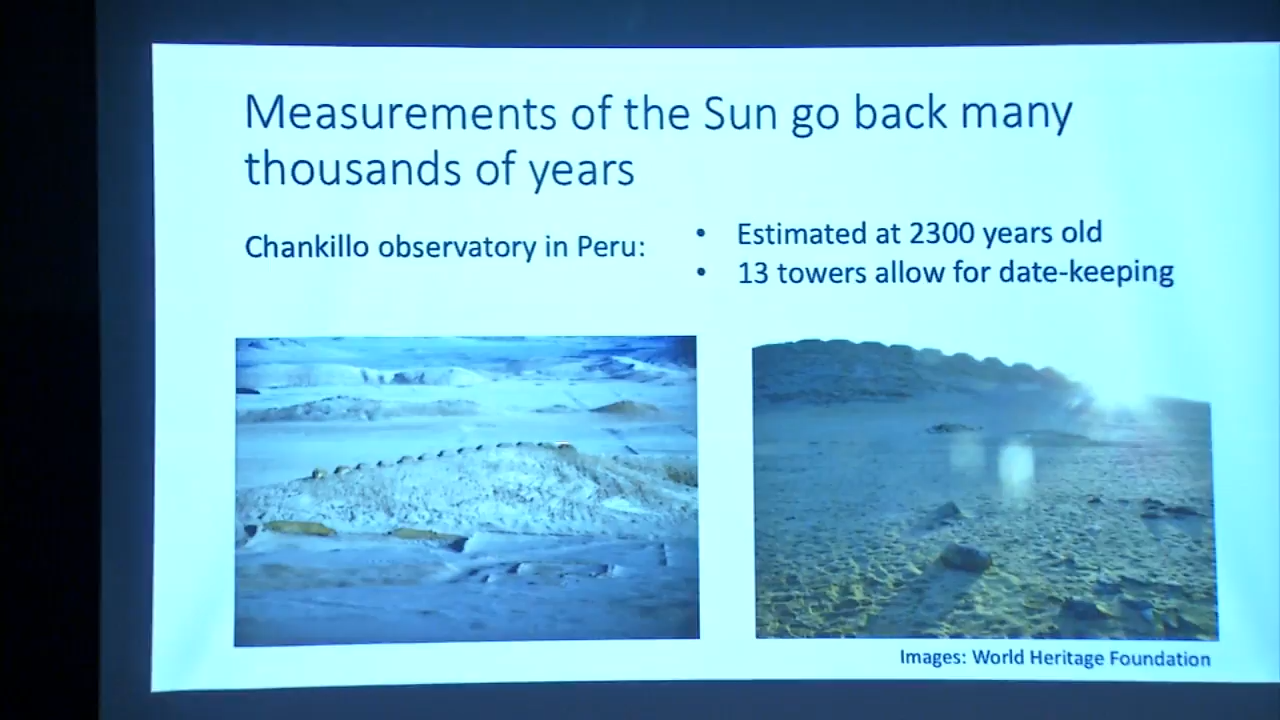 Measurements of the Sun go back many
thousands of years
Chankillo observatory in Peru:
• Estimated at 2300 years old
• 13 towers allow for date-keeping
Images: World Heritage Foundation